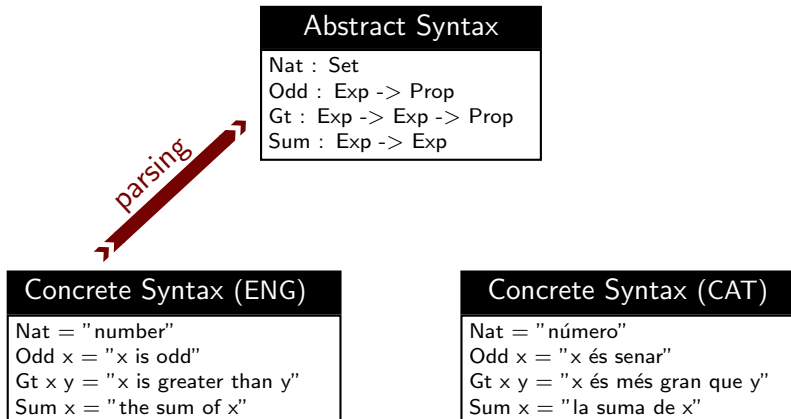 Abstract Syntax
Nat : Set
Odd : Exp -> Prop
Gt : Exp -> Exp -> Prop
Sum : Exp -> Exp
parsing
Concrete Syntax (ENG)
Nat = "number"
Odd x = "x is odd"
Gt x y = "x is greater than y"
Sum x = "the sum of x"
Concrete Syntax (CAT)
Nat = "número"
Odd x = "x és senar"
Gt x y = "x és més gran que y"
Sum x = "la suma de x"